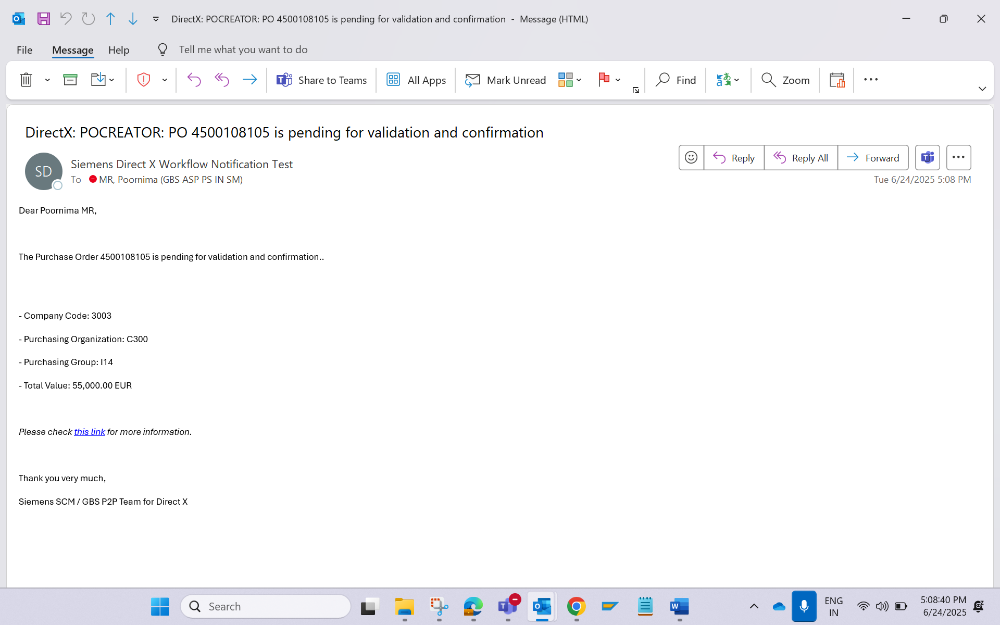 DirectX: POCREATOR: PO 4500108105 is pending for validation and confirmation - Message (HTML)
File Message Help Tell me what you want to do
Share to Teams All Apps Mark Unread Find Zoom
DirectX: POCREATOR: PO 4500108105 is pending for validation and confirmation
SD
Siemens Direct X Workflow Notification Test
To MR, Poornima (GBS ASP PS IN SM)
Reply Reply All Forward
Tue 6/24/2025 5:08 PM
Dear Poornima MR,
The Purchase Order 4500108105 is pending for validation and confirmation..
- Company Code: 3003
- Purchasing Organization: C300
- Purchasing Group: I14
- Total Value: 55,000.00 EUR
Please check this link for more information.
Thank you very much,
Siemens SCM / GBS P2P Team for Direct X
Search
ENG
IN
5:08:40 PM
6/24/2025